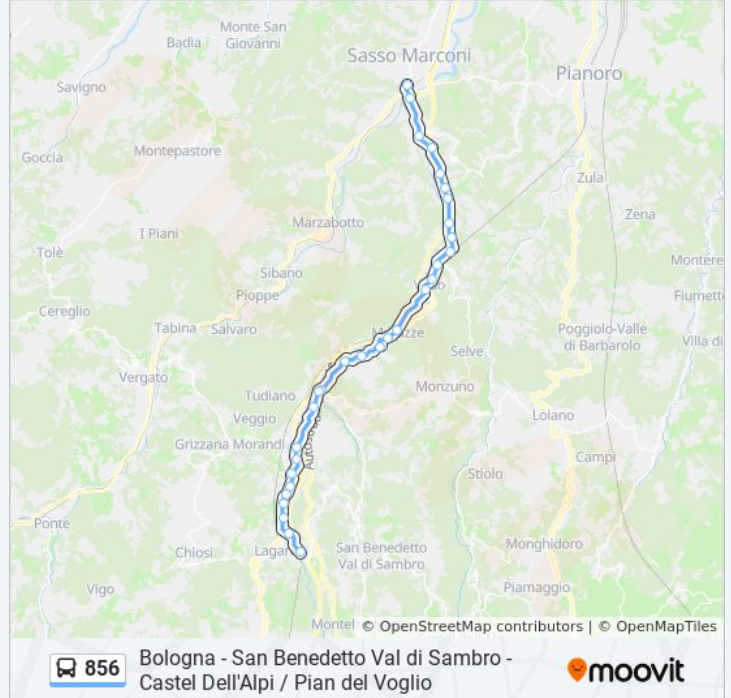 Monte San
Giovanni
Badia
Sasso Marconi
Pianoro
Savigno
Goccia
Montepastore
Zula
Zena
Marzabotto
I Piani
Tolè
Montere
Sibano
Pioppe
Fiumett
Cereglio
Tabina
Salvaro
Poggiolo-Valle
di Barbarolo
Villa di
Selve
Vergato
Monzuno
Tudiano
Veggio
Loiano
Grizzana Morandi
Campi
Stiolo
Ponte
Chiosi
Lagar
San Benedetto
Val di Sambro
Monghidoro
Vigo
Piamaggio
Montel
© OpenStreetMap contributors | © OpenMapTiles
856
Bologna - San Benedetto Val di Sambro -
Castel Dell'Alpi / Pian del Voglio
moovit